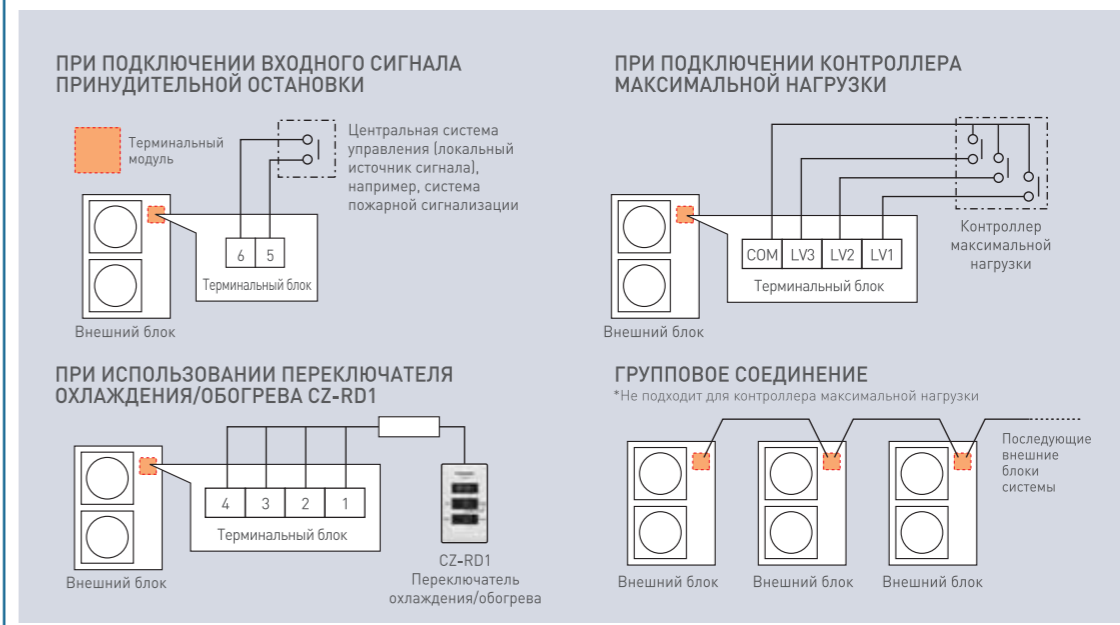 ПРИ ПОДКЛЮЧЕНИИ ВХОДНОГО СИГНАЛА
ПРИНУДИТЕЛЬНОЙ ОСТАНОВКИ
Терминальный
модуль
Центральная система
управления (локальный
источник сигнала),
например, система
пожарной сигнализации
6 5
Терминальный блок
Внешний блок
ПРИ ПОДКЛЮЧЕНИИ КОНТРОЛЛЕРА
МАКСИМАЛЬНОЙ НАГРУЗКИ
COM LV3 LV2 LV1
Терминальный блок
Контроллер
максимальной
нагрузки
Внешний блок
ПРИ ИСПОЛЬЗОВАНИИ ПЕРЕКЛЮЧАТЕЛЯ
ОХЛАЖДЕНИЯ/ОБОГРЕВА CZ-RD1
4 3 2 1
Терминальный блок
Внешний блок
CZ-RD1
Переключатель
охлаждения/обогрева
ГРУППОВОЕ СОЕДИНЕНИЕ
*Не подходит для контроллера максимальной нагрузки
Последующие
внешние
блоки
системы
Внешний блок Внешний блок Внешний блок